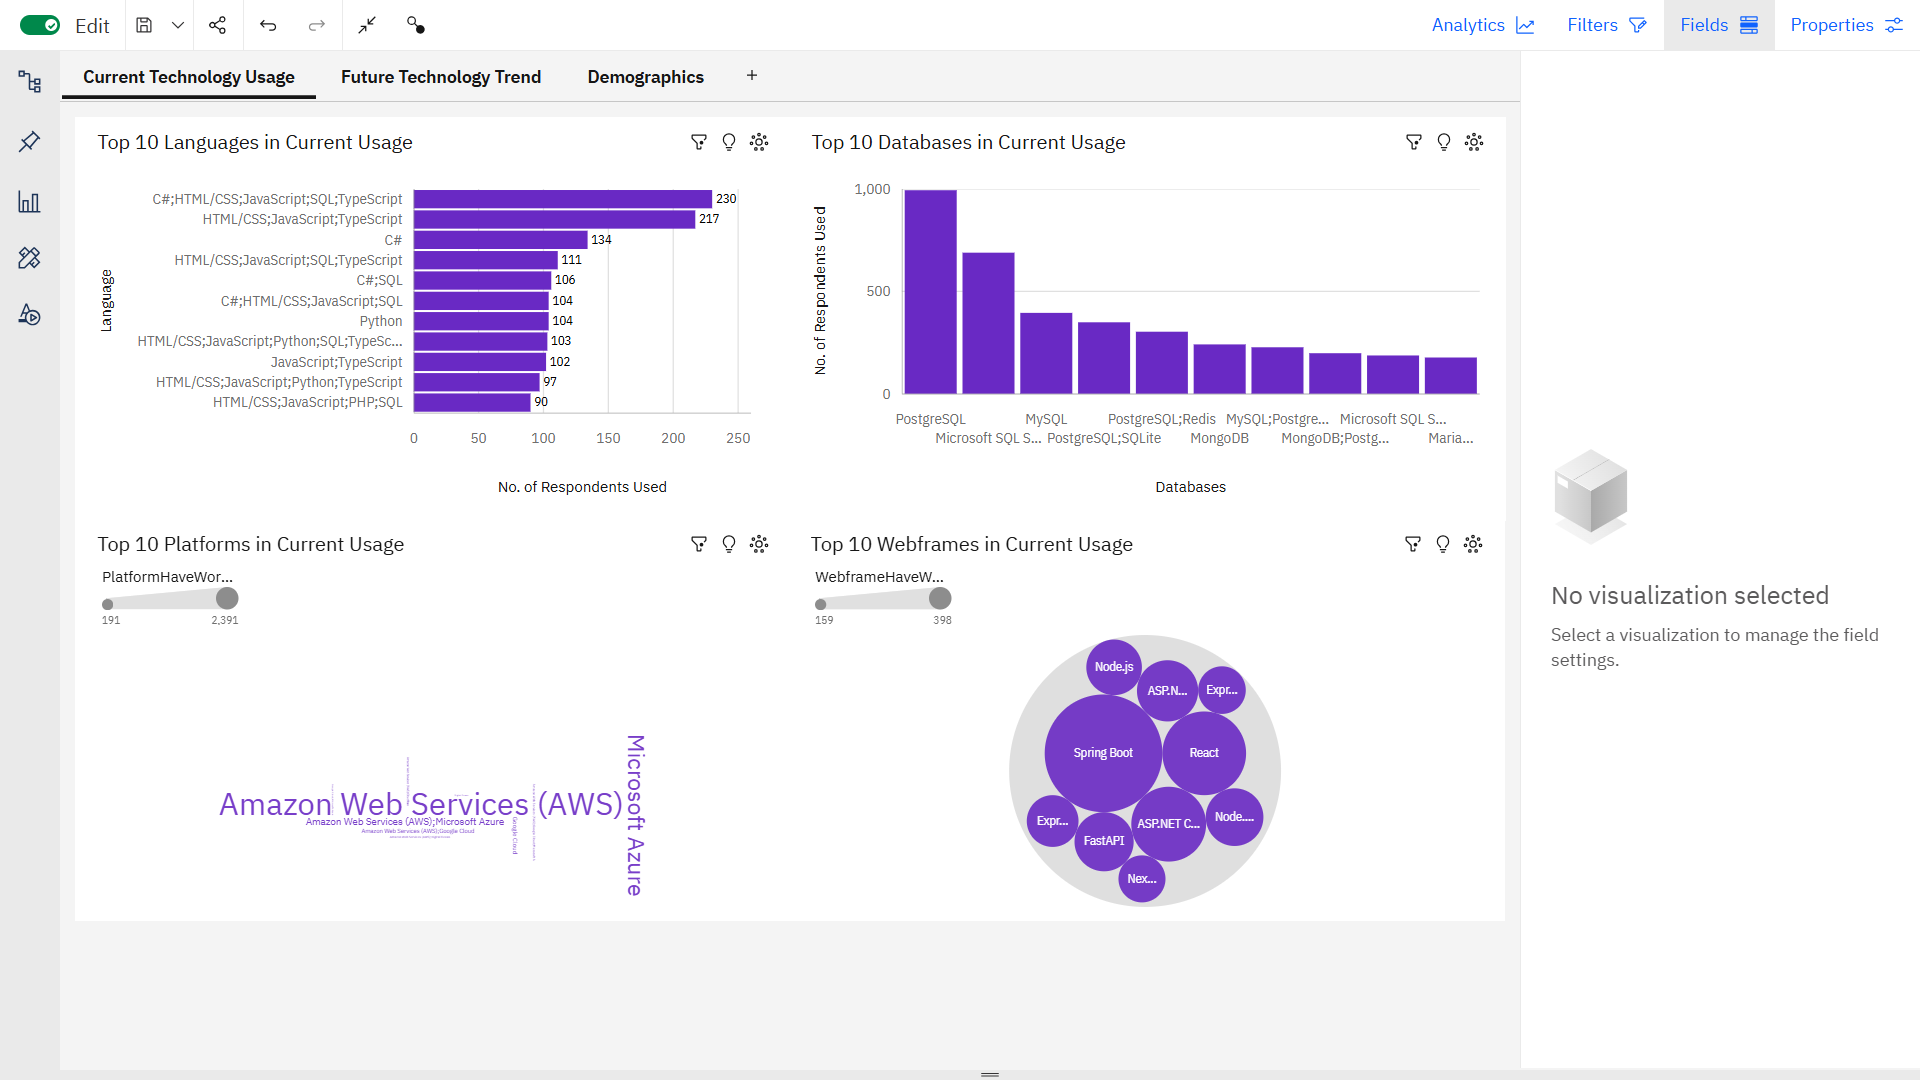 Edit
Analytics
Filters
Fields
Properties
Current Technology Usage
Future Technology Trend
Demographics
+
Top 10 Languages in Current Usage
Language
C#;HTML/CSS;JavaScript;SQL;TypeScript
230
HTML/CSS;JavaScript;TypeScript
217
C#
134
HTML/CSS;JavaScript;SQL;TypeScript
111
C#;SQL
106
C#;HTML/CSS;JavaScript;SQL
104
Python
104
HTML/CSS;JavaScript;Python;SQL;TypeSc...
103
JavaScript;TypeScript
102
HTML/CSS;JavaScript;Python;TypeScript
97
HTML/CSS;JavaScript;PHP;SQL
90
0 50 100 150 200 250
No. of Respondents Used
Top 10 Databases in Current Usage
No. of Respondents Used
1,000
500
0
PostgreSQL MySQL PostgreSQL;Redis MySQL;Postgre... Microsoft SQL S...
Microsoft SQL S... PostgreSQL;SQLite MongoDB MongoDB;Postg... Maria...
Databases
Top 10 Platforms in Current Usage
PlatformHaveWor...
191 2,391
Amazon Web Services (AWS)
Microsoft Azure
Amazon Web Services (AWS);Microsoft Azure
Amazon Web Services (AWS);Google Cloud
Google Cloud
Top 10 Webframes in Current Usage
WebframeHaveW...
159 398
Node.js
ASP.N...
Expr...
Spring Boot
React
Expr...
FastAPI
ASP.NET C...
Node....
Nex...
No visualization selected
Select a visualization to manage the field
settings.